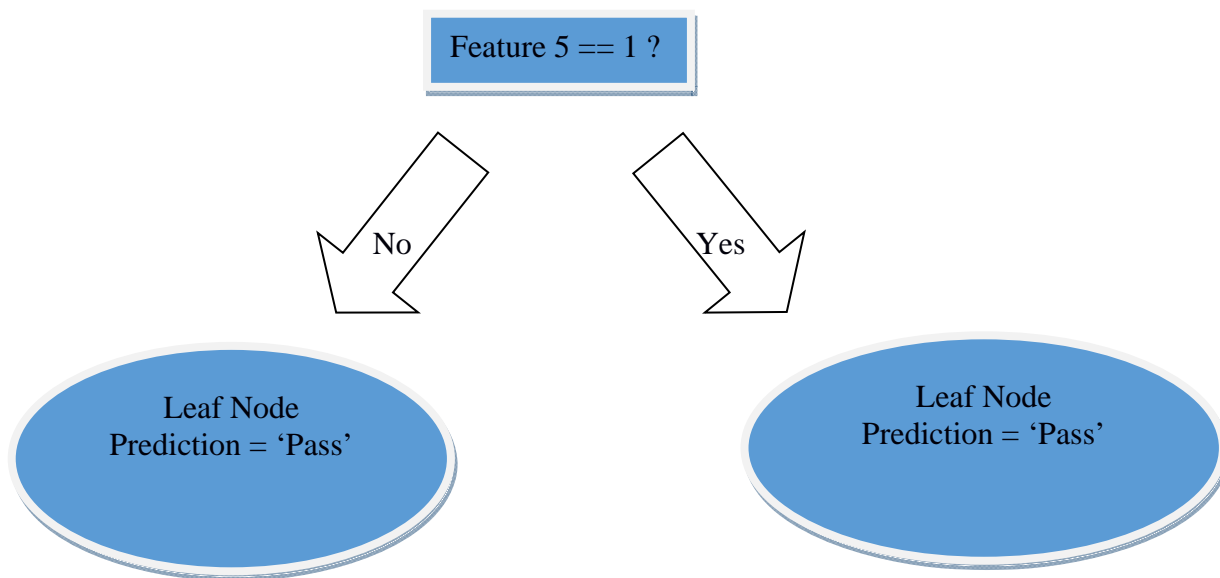 Feature 5 == 1 ?
No
Yes
Leaf Node
Prediction = ‘Pass’
Leaf Node
Prediction = ‘Pass’